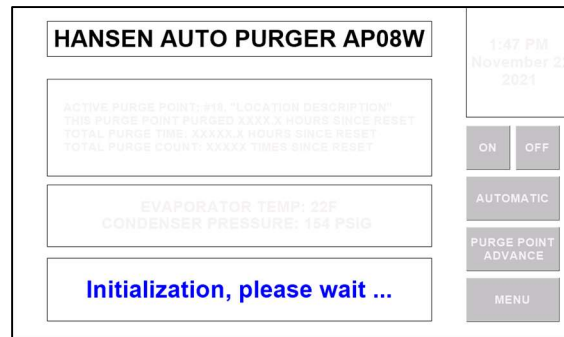 HANSEN AUTO PURGER AP08W
1:47 PM
November 2
2021
ACTIVE PURGE POINT: #18, "LOCATION DESCRIPTION"
THIS PURGE POINT PURGED XXXX.X HOURS SINCE RESET
TOTAL PURGE TIME: XXXXX.X HOURS SINCE RESET
TOTAL PURGE COUNT: XXXXX TIMES SINCE RESET
ON
OFF
EVAPORATOR TEMP: 22F
CONDENSER PRESSURE: 154 PSIG
AUTOMATIC
PURGE POINT
ADVANCE
Initialization, please wait ...
MENU